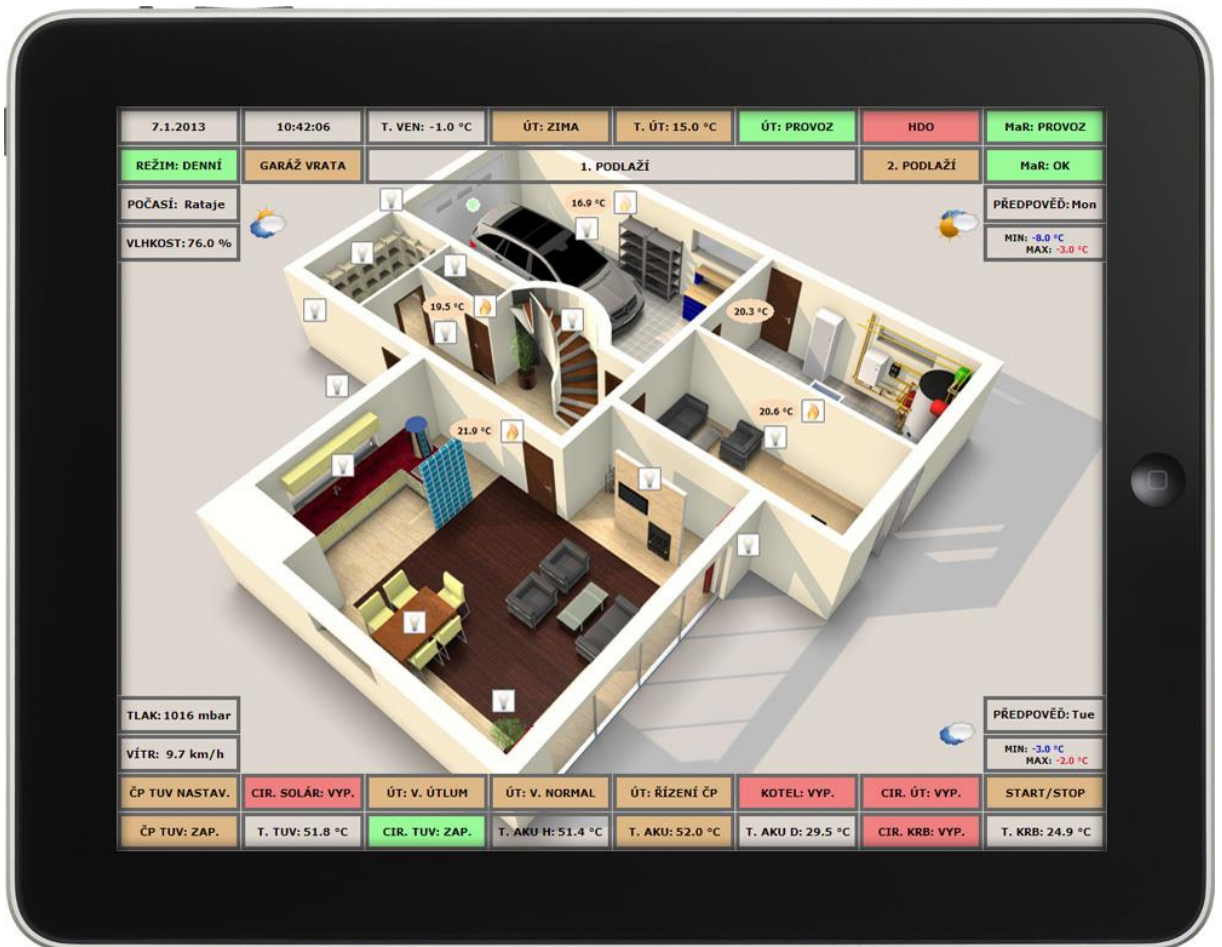 7.1.2013
10:42:06
T. VEN: -1.0 °C
ÚT: ZIMA
T. ÚT: 15.0 °C
ÚT: PROVOZ
HDO
MaR: PROVOZ
REŽIM: DENNÍ
GARÁŽ VRATA
1. PODLAŽÍ
2. PODLAŽÍ
MaR: OK
POČASÍ: Rataje
PŘEDPOVĚĎ: Mon
VLHKOST: 76.0 %
MIN: -8.0 °C
MAX: -3.0 °C
16.9 °C
19.5 °C
20.3 °C
20.6 °C
21.9 °C
TLAK: 1016 mbar
PŘEDPOVĚĎ: Tue
VÍTR: 9.7 km/h
MIN: -3.0 °C
MAX: -2.0 °C
ČP TUV NASTAV.
CIR. SOLÁR: VYP.
ÚT: V. ÚTLUM
ÚT: V. NORMAL
ÚT: ŘÍZENÍ ČP
KOTEL: VYP.
CIR. ÚT: VYP.
START/STOP
ČP TUV: ZAP.
T. TUV: 51.8 °C
CIR. TUV: ZAP.
T. AKU H: 51.4 °C
T. AKU: 52.0 °C
T. AKU D: 29.5 °C
CIR. KRB: VYP.
T. KRB: 24.9 °C